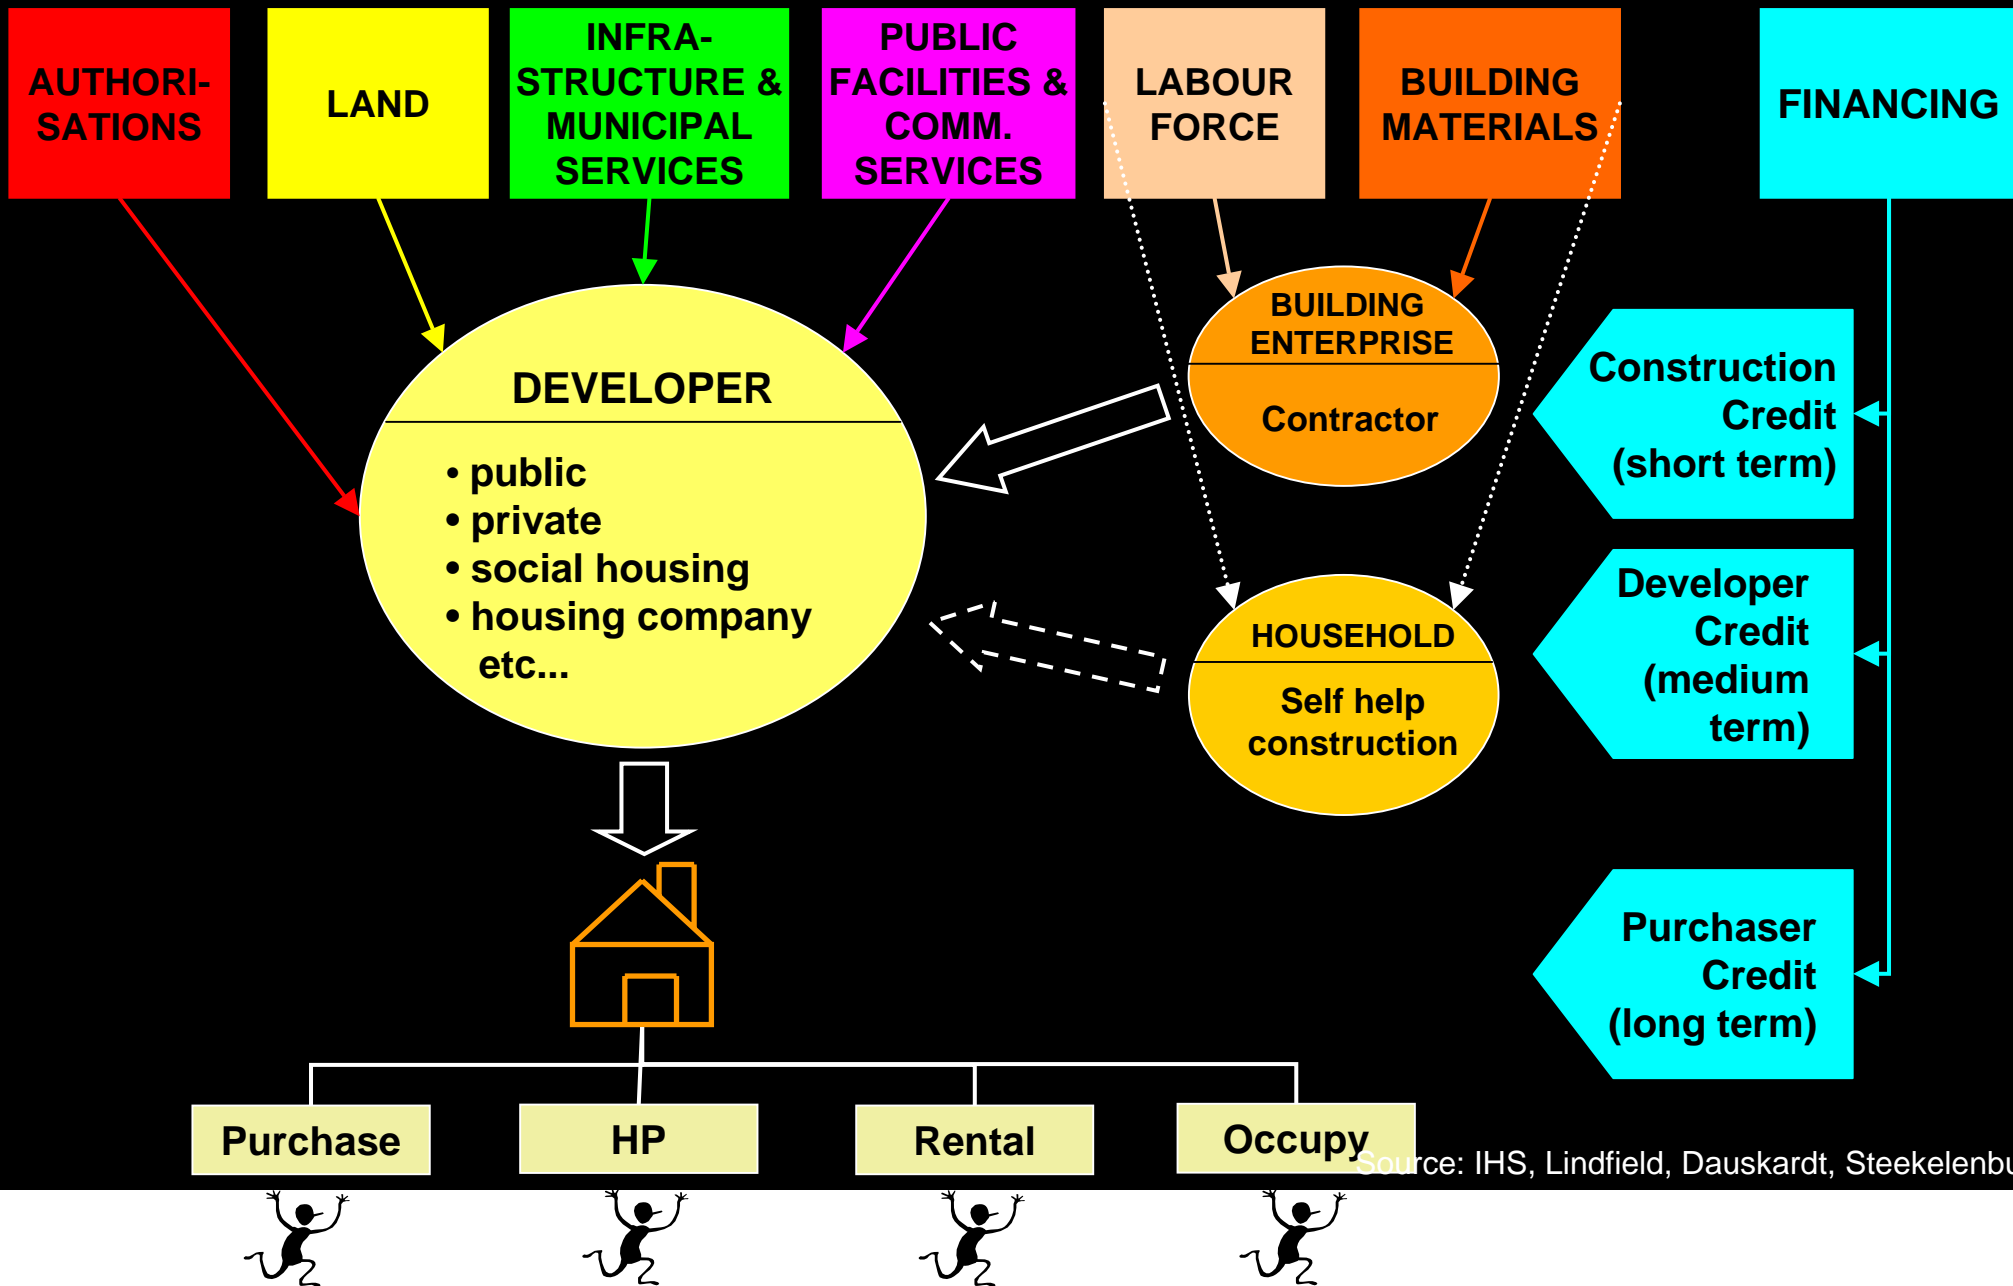 AUTHORI-
SATIONS
LAND
INFRA-
STRUCTURE &
MUNICIPAL
SERVICES
PUBLIC
FACILITIES &
COMM.
SERVICES
LABOUR
FORCE
BUILDING
MATERIALS
FINANCING
DEVELOPER
• public
• private
• social housing
• housing company
etc...
BUILDING
ENTERPRISE
Contractor
HOUSEHOLD
Self help
construction
Construction
Credit
(short term)
Developer
Credit
(medium
term)
Purchaser
Credit
(long term)
Purchase
HP
Rental
Occupy
Source: IHS, Lindfield, Dauskardt, Steekelenbu